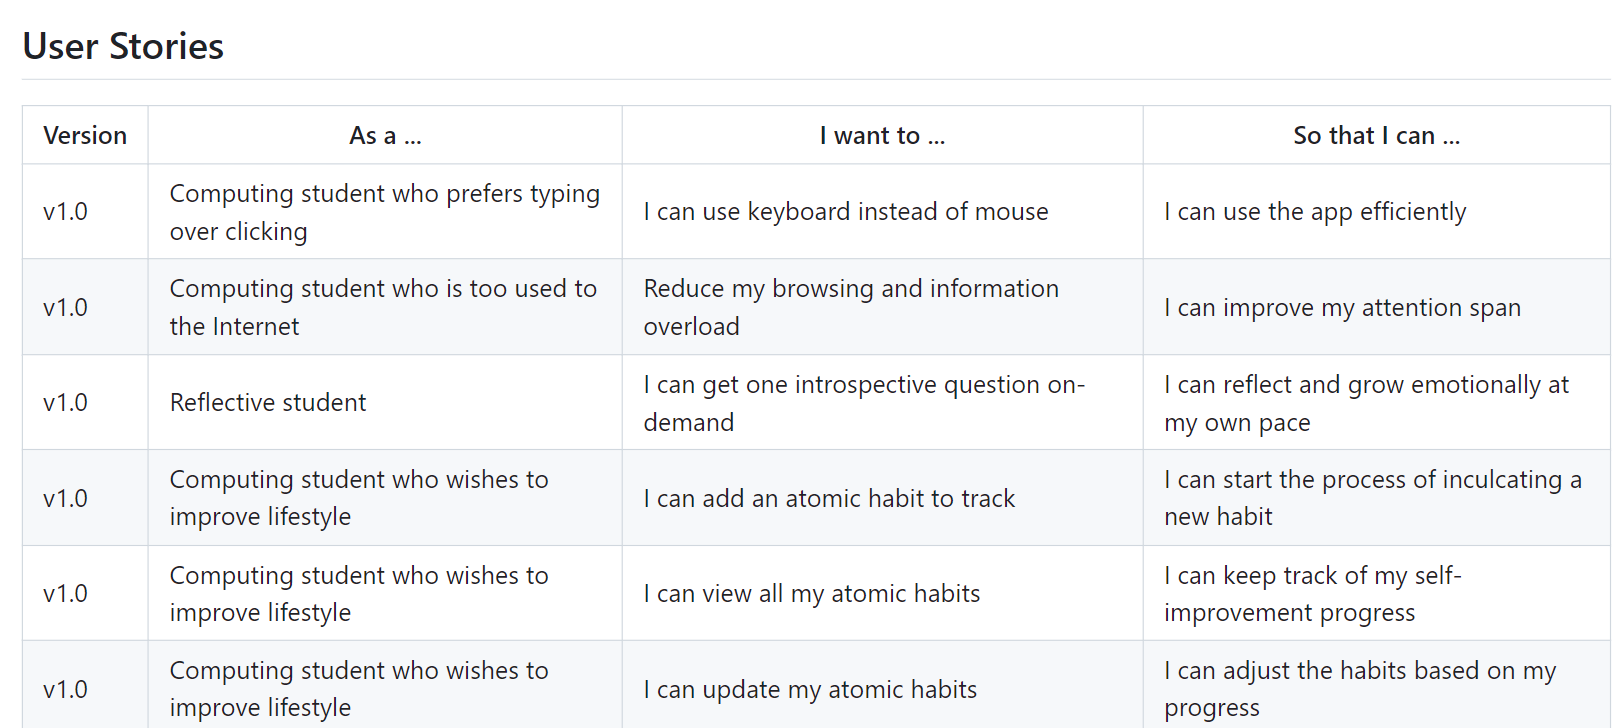 User Stories
Version As a ... I want to ... So that I can ...
v1.0
Computing student who prefers typing
over clicking
I can use keyboard instead of mouse
I can use the app efficiently
v1.0
Computing student who is too used to
the Internet
Reduce my browsing and information
overload
I can improve my attention span
v1.0
Reflective student
I can get one introspective question on-
demand
I can reflect and grow emotionally at
my own pace
v1.0
Computing student who wishes to
improve lifestyle
I can add an atomic habit to track
I can start the process of inculcating a
new habit
v1.0
Computing student who wishes to
improve lifestyle
I can view all my atomic habits
I can keep track of my self-
improvement progress
v1.0
Computing student who wishes to
improve lifestyle
I can update my atomic habits
I can adjust the habits based on my
progress